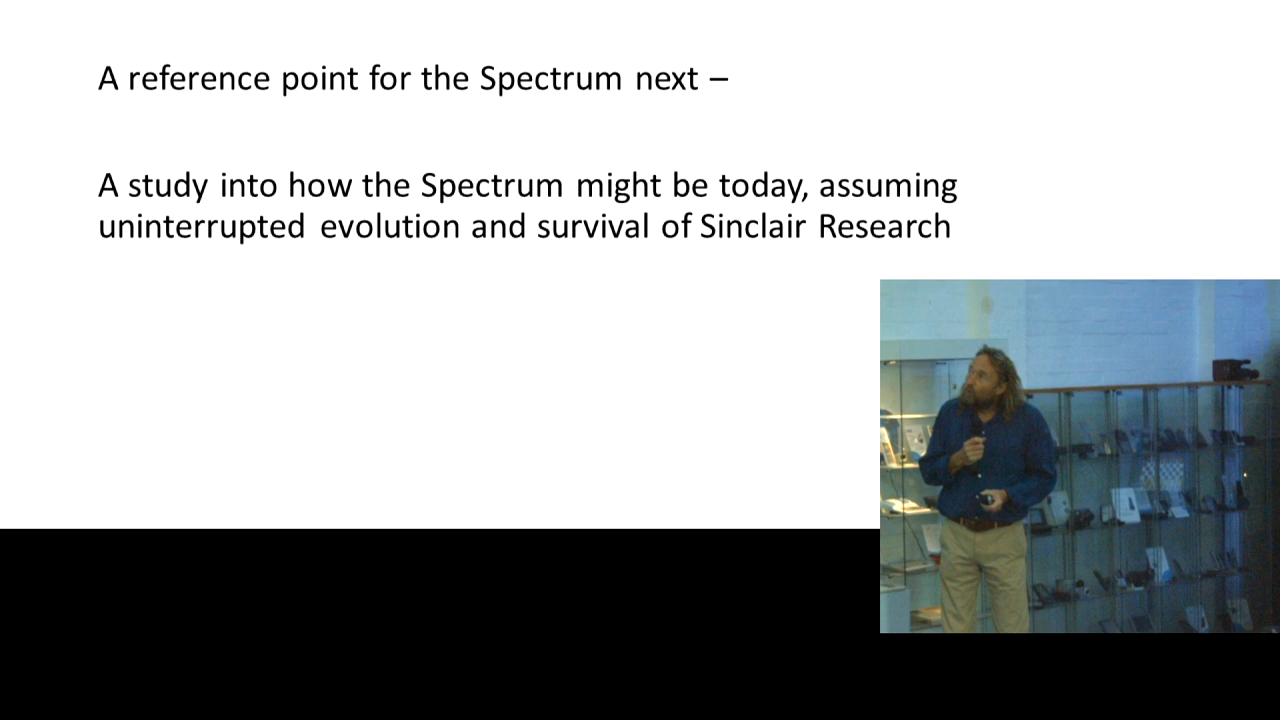 A reference point for the Spectrum next –
A study into how the Spectrum might be today, assuming
uninterrupted evolution and survival of Sinclair Research